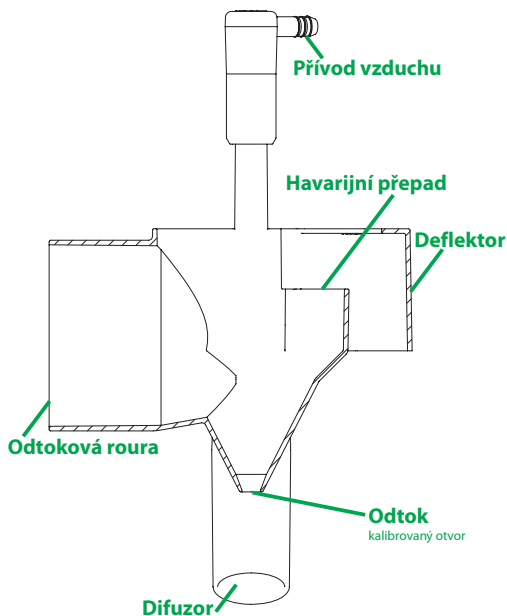 Přívod vzduchu
Havarijní přepad
Deflektor
Odtoková roura
Odtok
kalibrovaný otvor
Difuzor